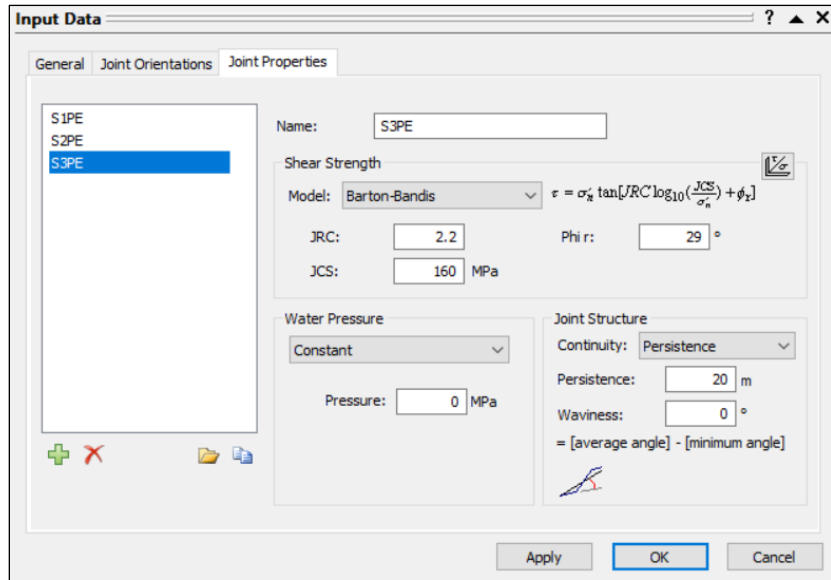 Input Data ? ▲ ×
General Joint Orientations Joint Properties
S1PE
S2PE
S3PE
Name: S3PE
Shear Strength
Model: Barton-Bandis τ = σ'n tan[JRC log10(JCS/σ'n) + ϕr]
JRC: 2.2 Phi r: 29 °
JCS: 160 MPa
Water Pressure
Constant
Pressure: 0 MPa
Joint Structure
Continuity: Persistence
Persistence: 20 m
Waviness: 0 °
= [average angle] - [minimum angle]
Apply OK Cancel